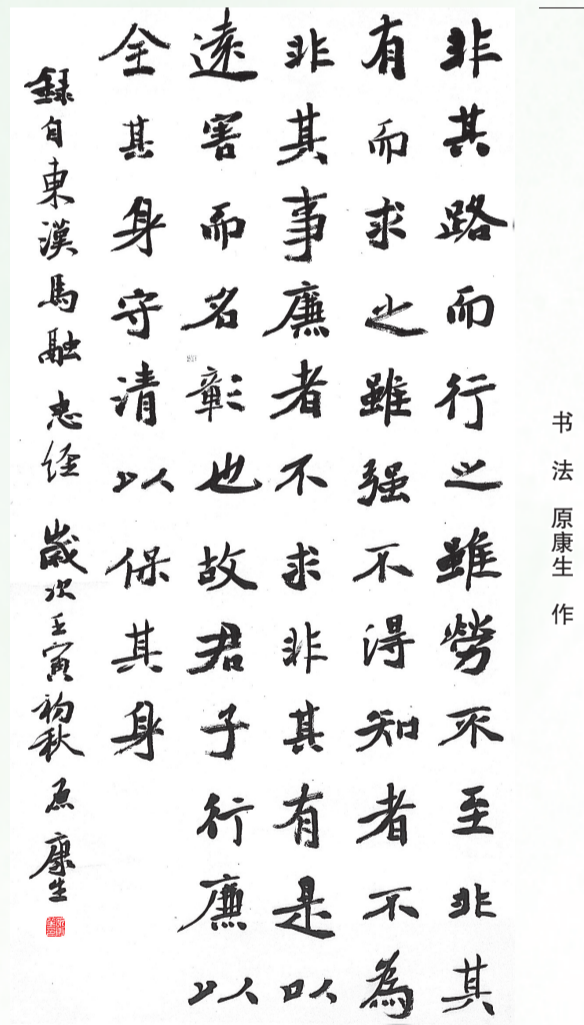 非其路而行之雖勞不至非其
有而求之雖强不得知者不為
非其事廉者不求非其有是以
遠害而名彰也故君子行廉以
全其身守清以保其身
録自東漢馬融忠经 歲次壬寅初秋 原康生
书 法 原康生 作